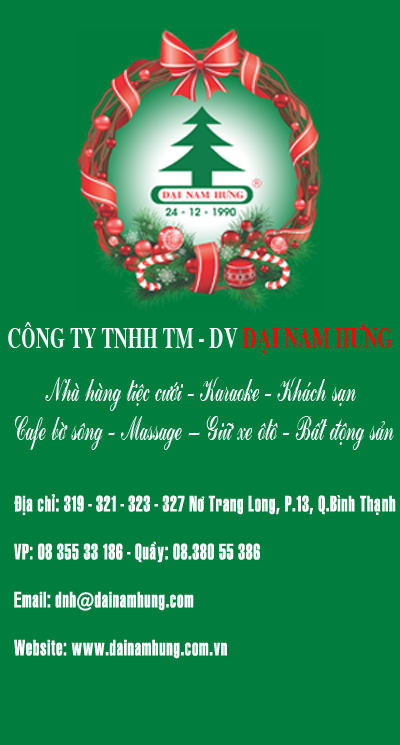 ĐẠI NAM HƯNG ®
24 - 12 - 1990
CÔNG TY TNHH TM - DV ĐẠI NAM HƯNG
Nhà hàng tiệc cưới - Karaoke - Khách sạn
Cafe bờ sông - Massage – Giữ xe ôtô - Bất động sản
Địa chỉ: 319 - 321 - 323 - 327 Nơ Trang Long, P.13, Q.Bình Thạnh
VP: 08 355 33 186 - Quầy: 08.380 55 386
Email: dnh@dainamhung.com
Website: www.dainamhung.com.vn